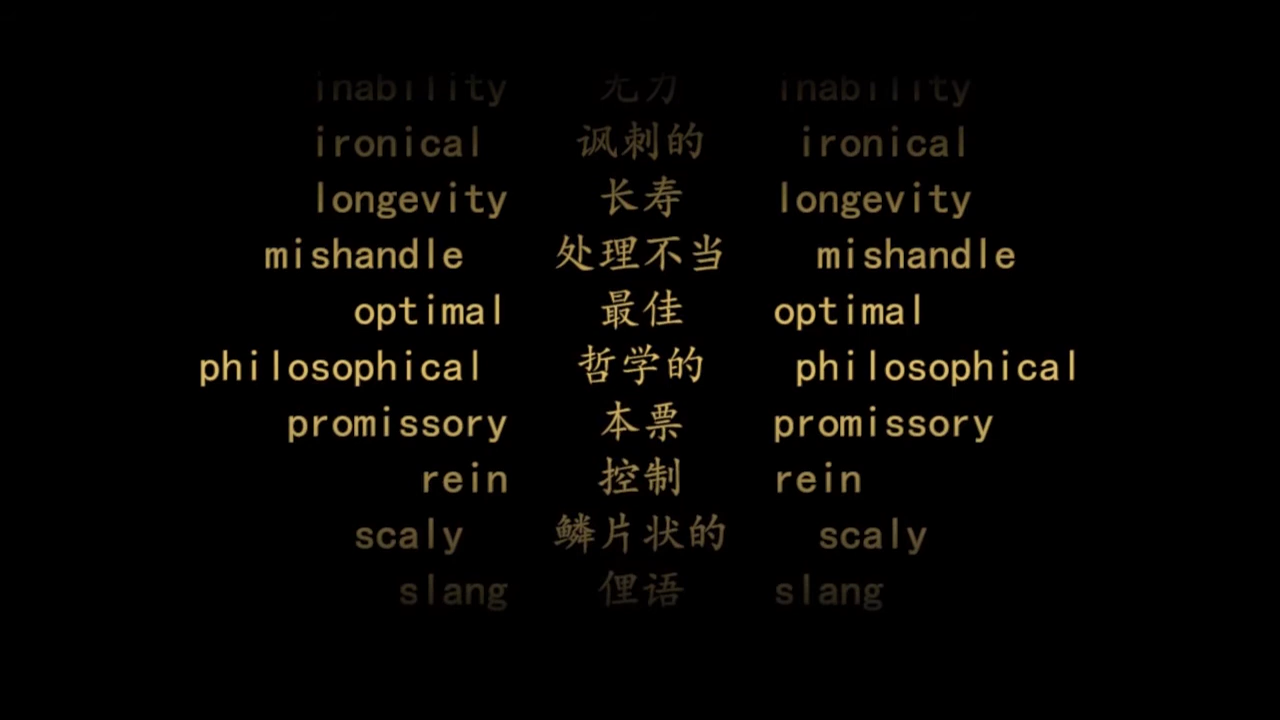 inability 无力 inability
ironical 讽刺的 ironical
longevity 长寿 longevity
mishandle 处理不当 mishandle
optimal 最佳 optimal
philosophical 哲学的 philosophical
promissory 本票 promissory
rein 控制 rein
scaly 鳞片状的 scaly
slang 俚语 slang